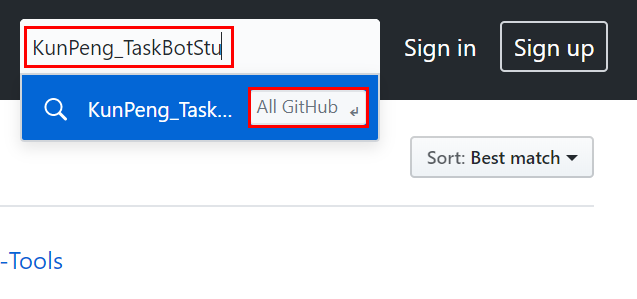 KunPeng_TaskBotStu
Sign in
Sign up
KunPeng_Task...
All GitHub
Sort: Best match
-Tools